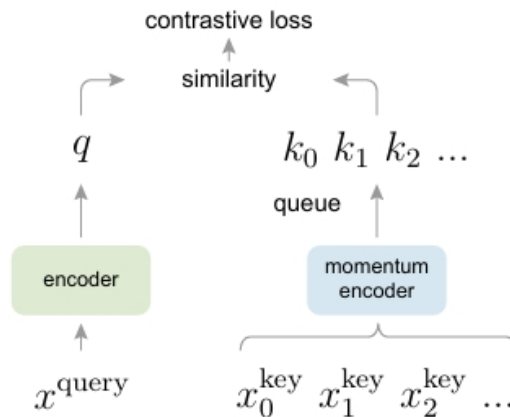 contrastive loss
similarity
q k₀ k₁ k₂ ...
queue
encoder
momentum
encoder
x^query x₀^key x₁^key x₂^key ...